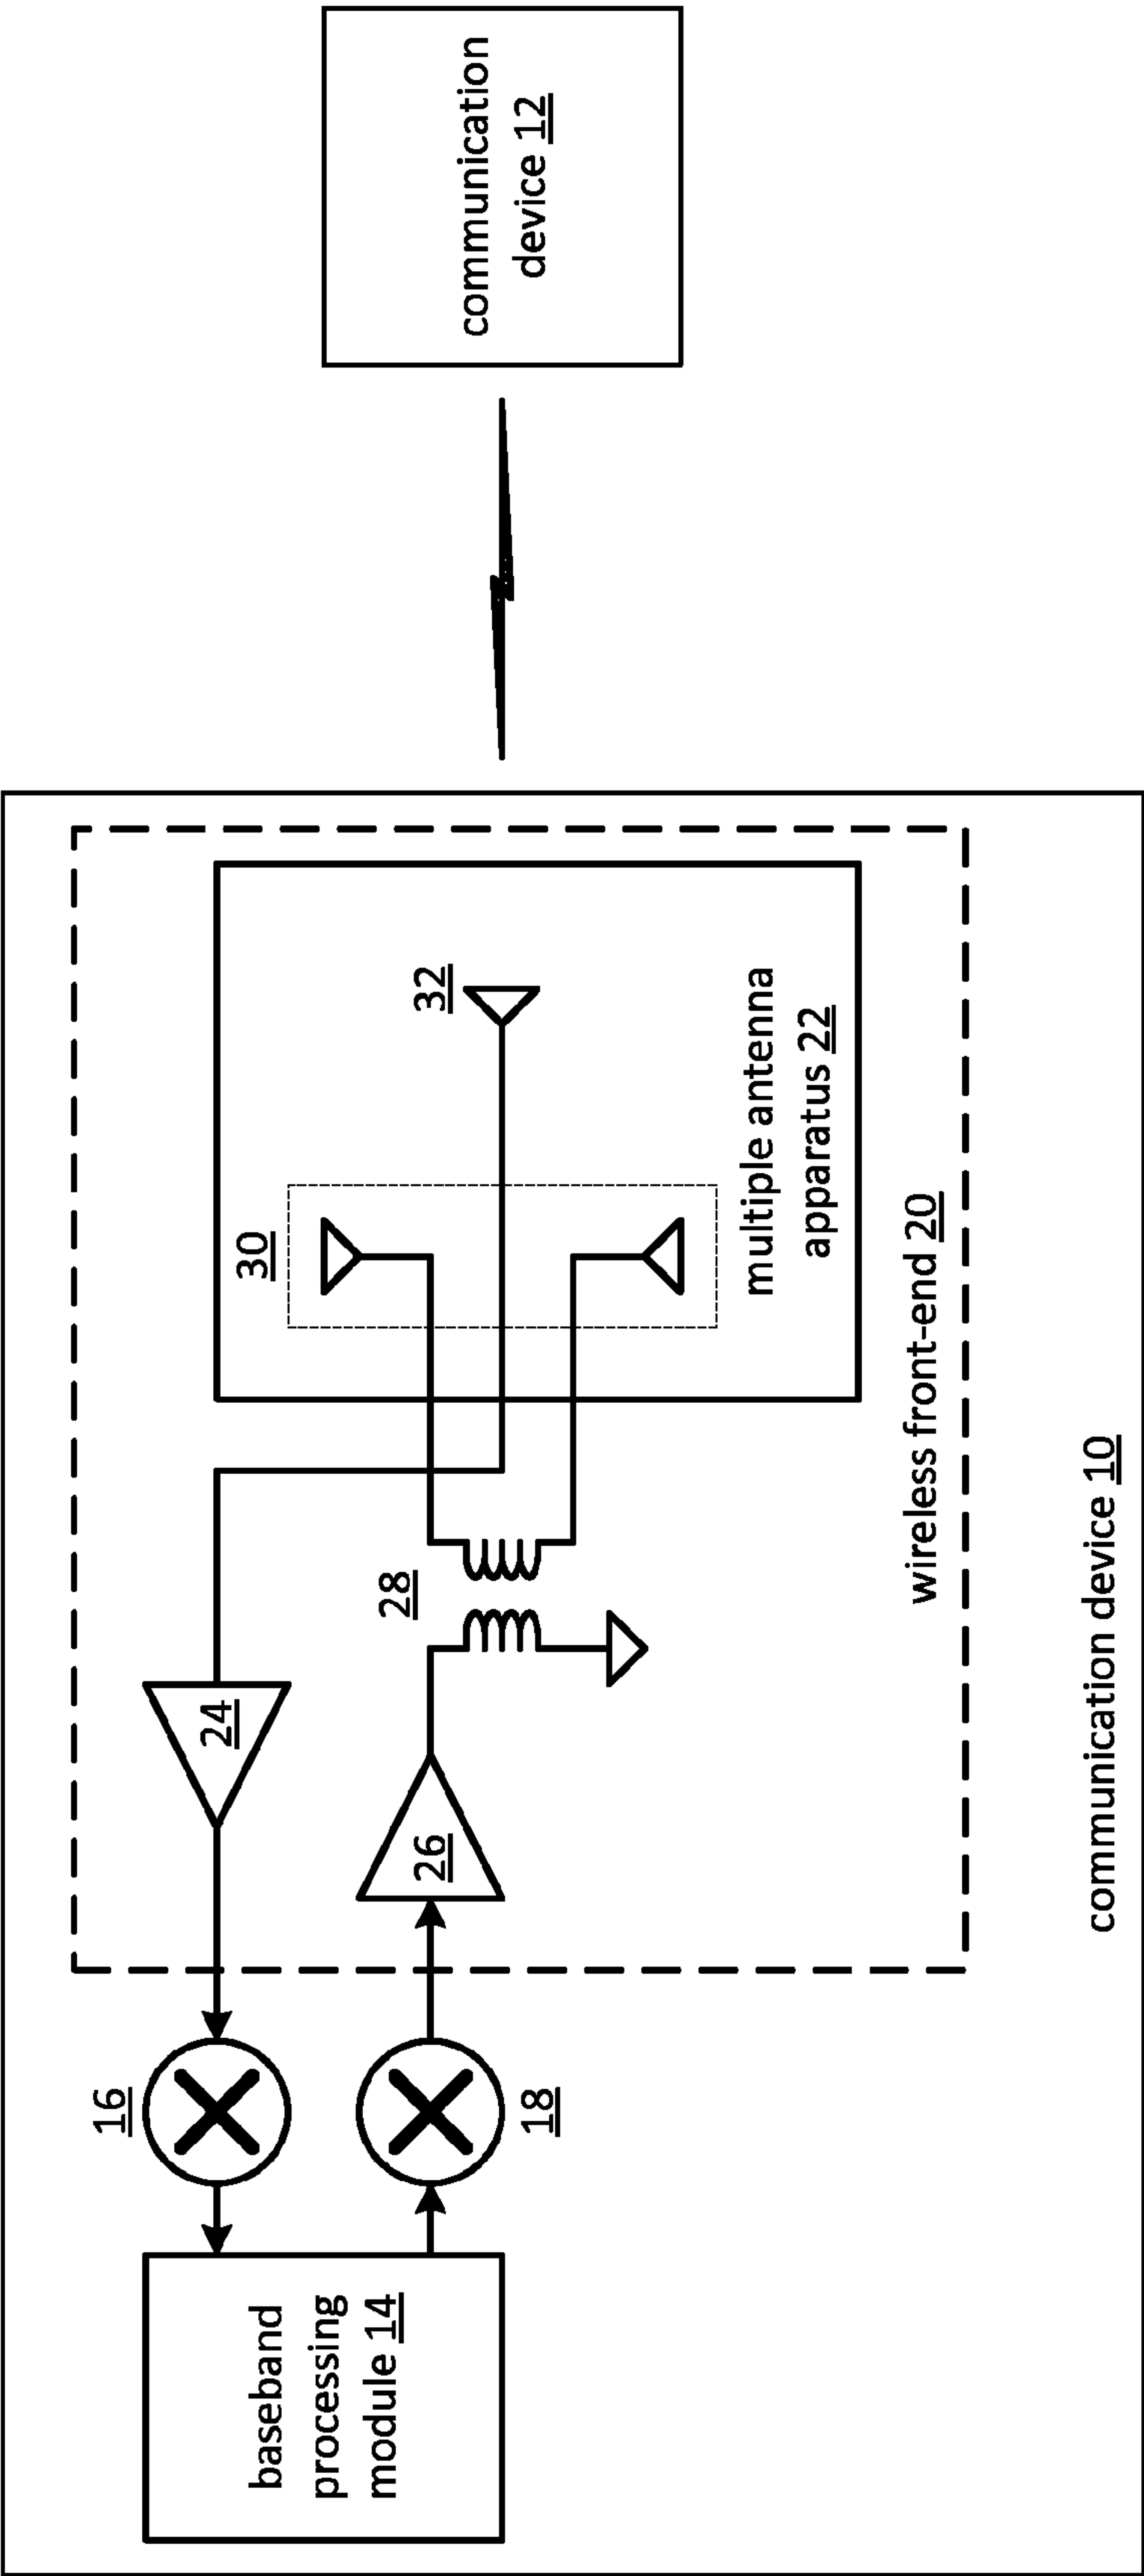 baseband
processing
module 14
16
18
24
26
28
30
32
multiple antenna
apparatus 22
wireless front-end 20
communication device 10
communication
device 12